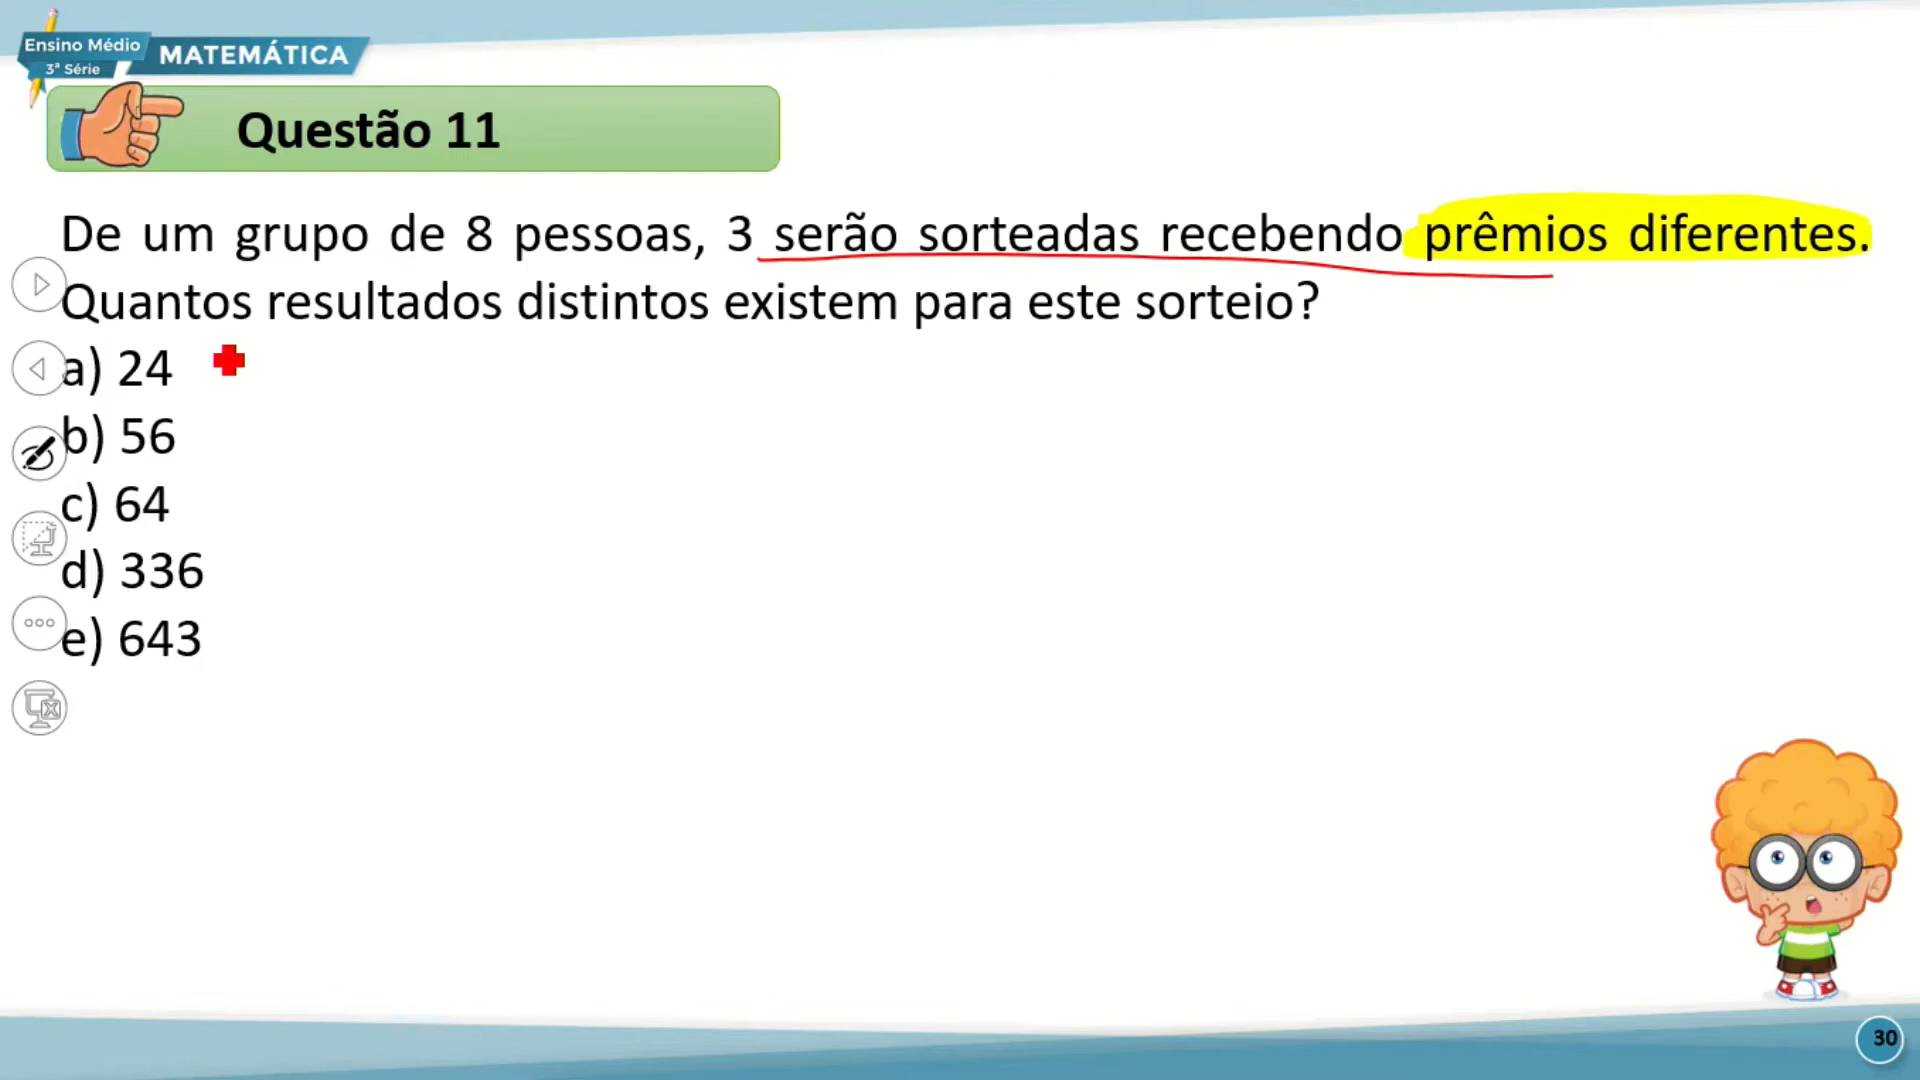 Ensino Médio
3ª Série
MATEMÁTICA
Questão 11
De um grupo de 8 pessoas, 3 serão sorteadas recebendo prêmios diferentes.
Quantos resultados distintos existem para este sorteio?
a) 24
b) 56
c) 64
d) 336
e) 643
30